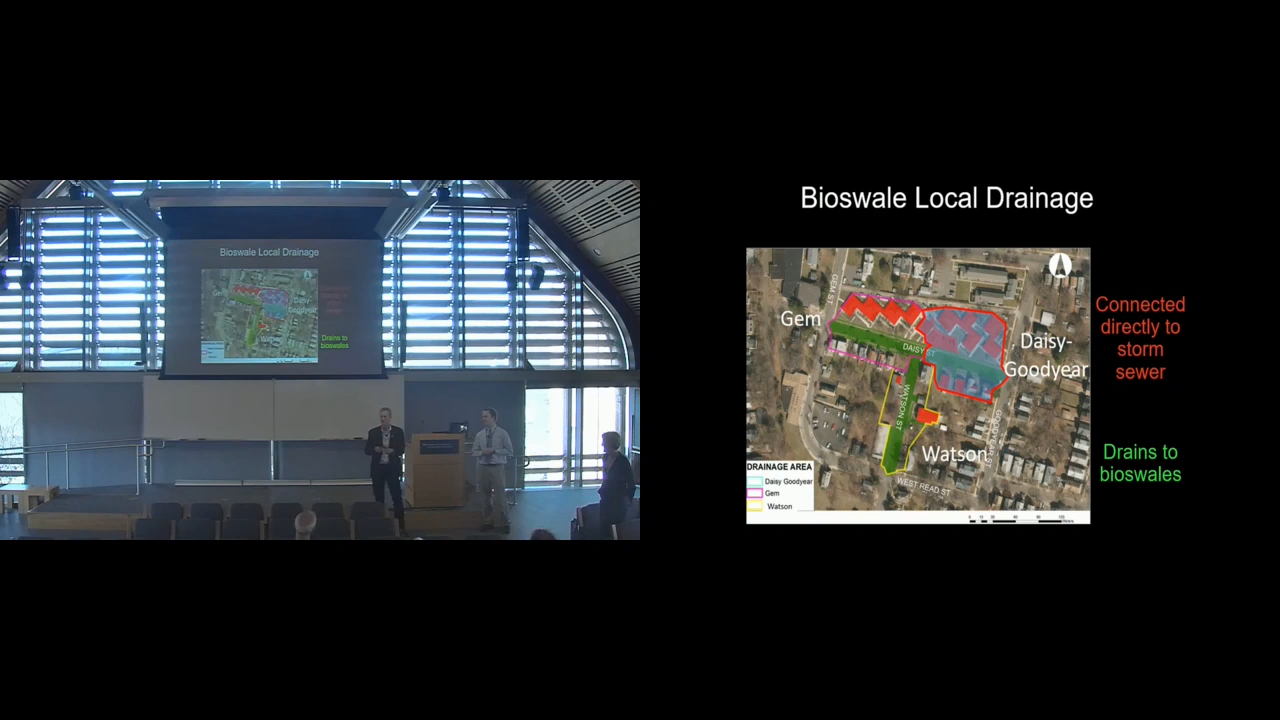 Bioswale Local Drainage
Gem
Daisy-
Goodyear
Watson
Drains to
bioswales
Bioswale Local Drainage
GEM ST
Gem
DAISY ST
Daisy-
Goodyear
WATSON ST
GOODYEAR ST
Watson
WEST READ ST
DRAINAGE AREA
Daisy Goodyear
Gem
Watson
Connected
directly to
storm
sewer
Drains to
bioswales